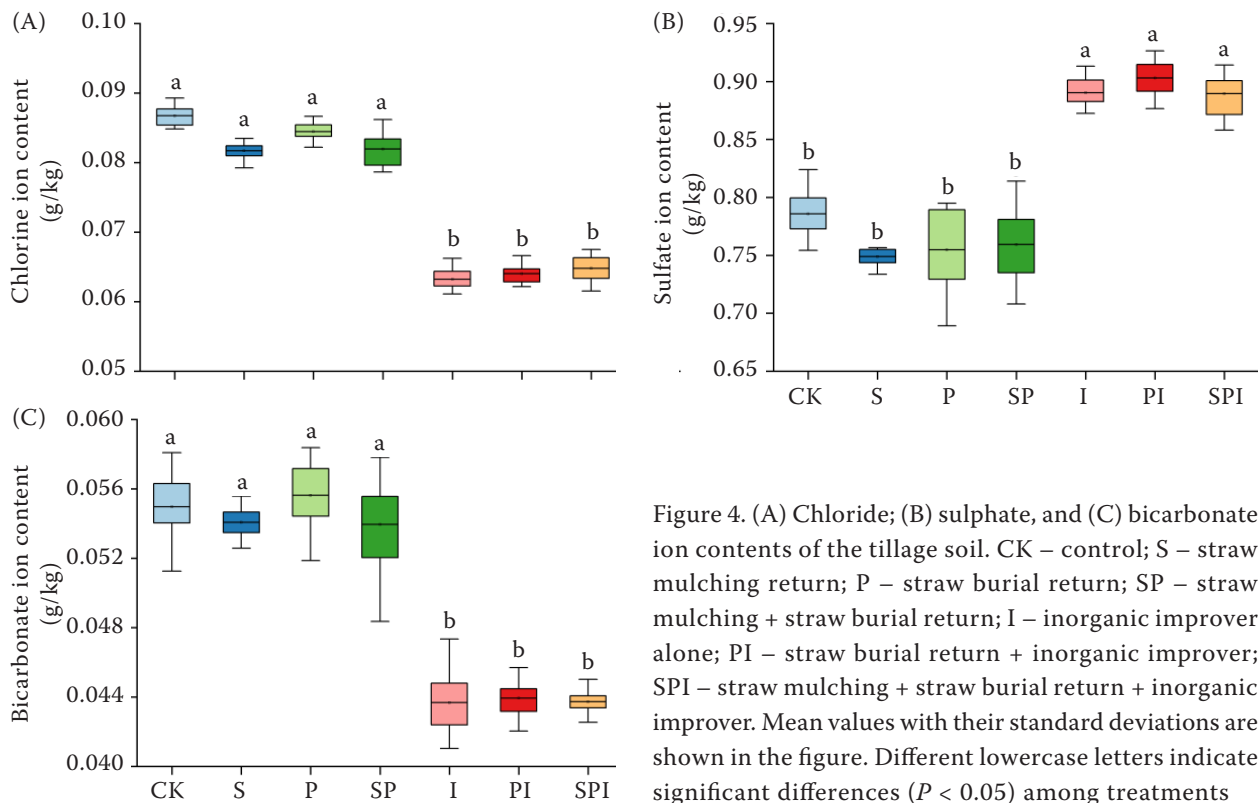 (A)
0.10
0.09
0.08
0.07
0.06
0.05
Chlorine ion content
(g/kg)
a
a
a
a
b
b
b
(B)
0.95
0.90
0.85
0.80
0.75
0.70
0.65
Sulfate ion content
(g/kg)
b
b
b
b
a
a
a
CK S P SP I PI SPI
(C)
0.060
0.056
0.052
0.048
0.044
0.040
Bicarbonate ion content
(g/kg)
a
a
a
a
b
b
b
CK S P SP I PI SPI
Figure 4. (A) Chloride; (B) sulphate, and (C) bicarbonate
ion contents of the tillage soil. CK – control; S – straw
mulching return; P – straw burial return; SP – straw
mulching + straw burial return; I – inorganic improver
alone; PI – straw burial return + inorganic improver;
SPI – straw mulching + straw burial return + inorganic
improver. Mean values with their standard deviations are
shown in the figure. Different lowercase letters indicate
significant differences (P < 0.05) among treatments